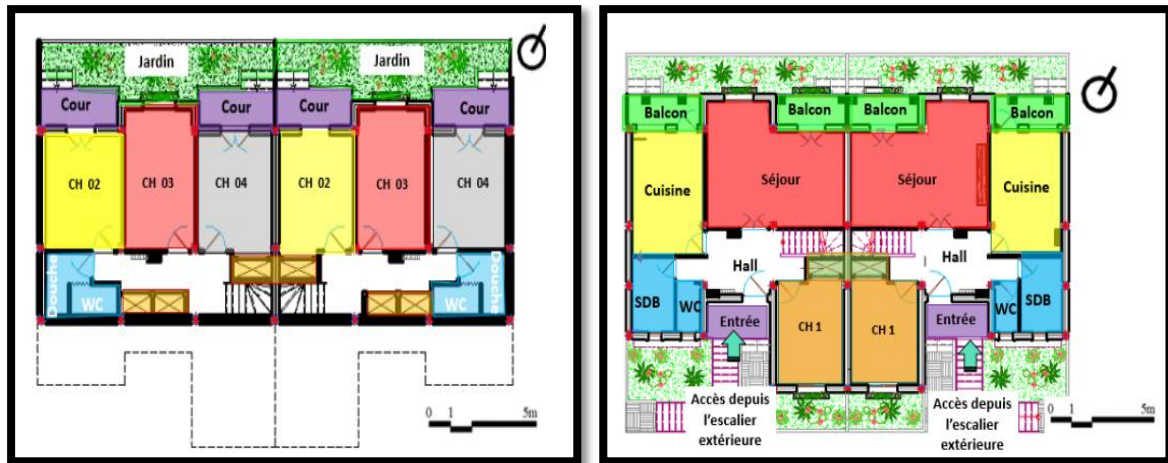 Jardin Jardin
Cour Cour Cour Cour
CH 02 CH 03 CH 04 CH 02 CH 03 CH 04
Douche WC WC Douche
0 1 5m
Balcon Balcon Balcon Balcon
Cuisine Séjour Séjour Cuisine
Hall Hall
SDB WC Entrée CH 1 CH 1 Entrée WC SDB
Accès depuis
l'escalier
extérieure
Accès depuis
l'escalier
extérieure
0 1 5m